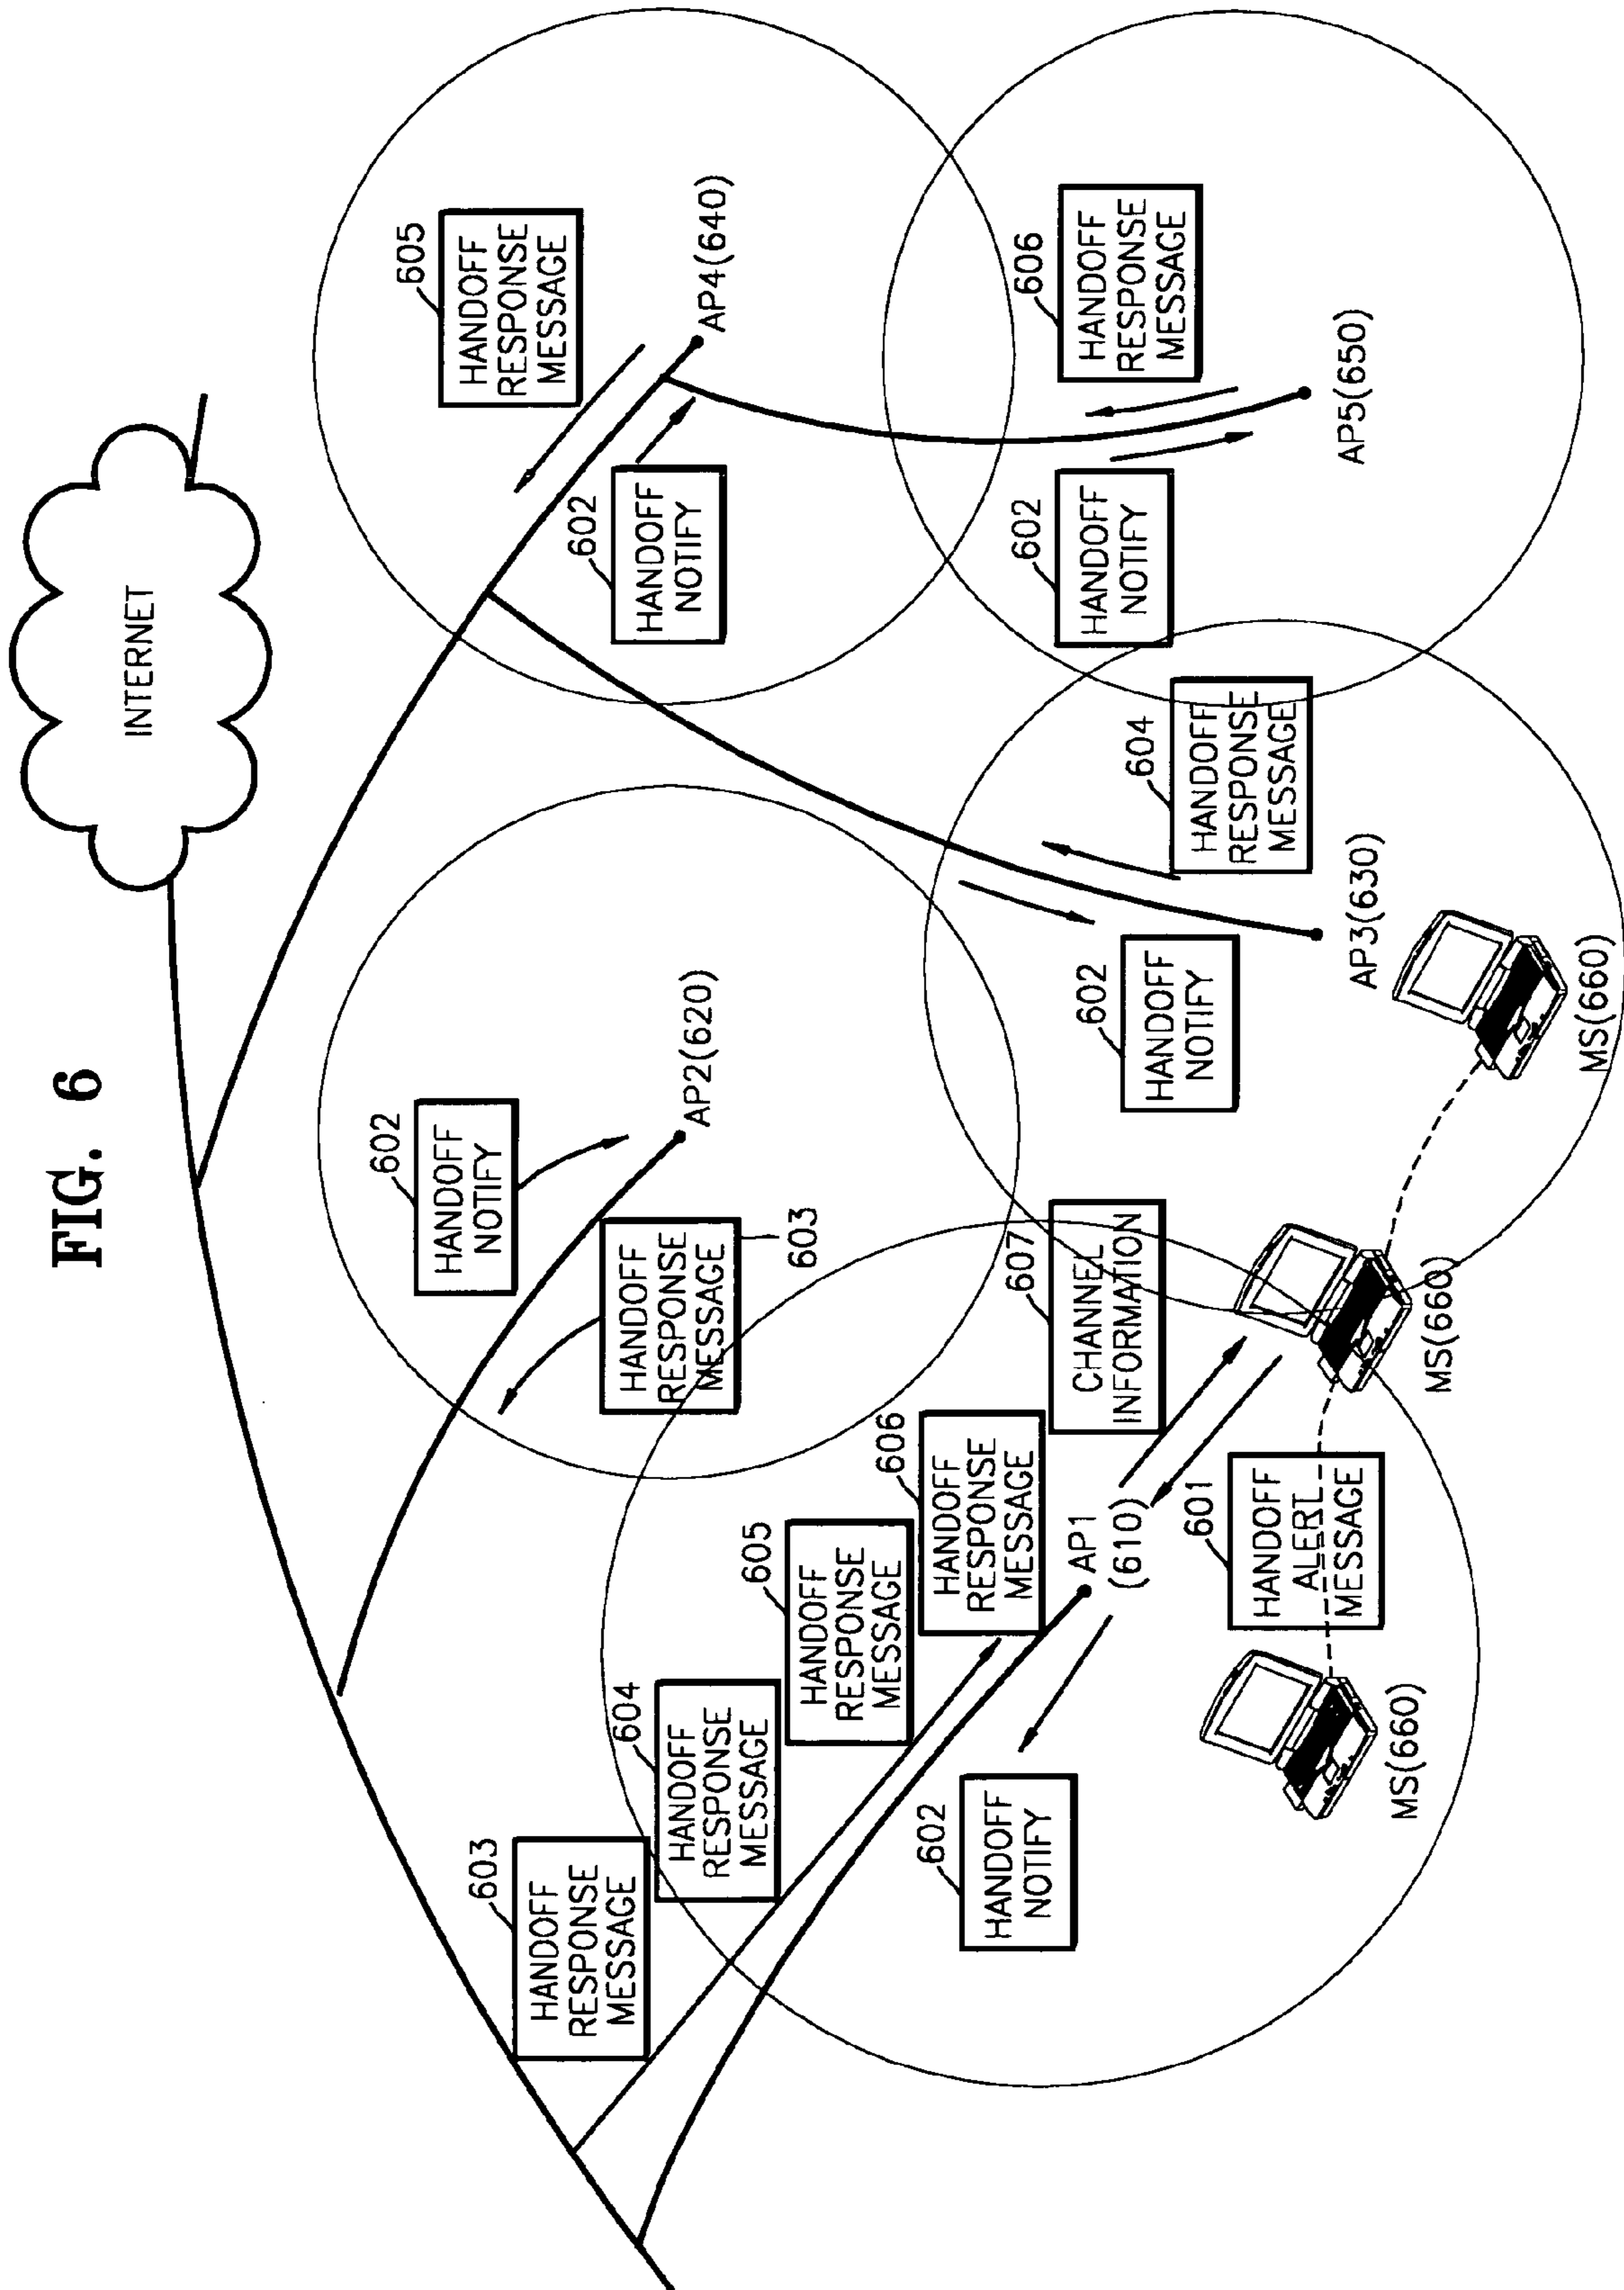 FIG. 6
INTERNET
605
HANDOFF
RESPONSE
MESSAGE
AP4(640)
602
HANDOFF
NOTIFY
606
HANDOFF
RESPONSE
MESSAGE
602
HANDOFF
NOTIFY
AP5(650)
602
HANDOFF
NOTIFY
AP2(620)
HANDOFF
RESPONSE
MESSAGE
603
604
HANDOFF
RESPONSE
MESSAGE
602
HANDOFF
NOTIFY
AP3(630)
MS(660)
603
HANDOFF
RESPONSE
MESSAGE
604
HANDOFF
RESPONSE
MESSAGE
605
HANDOFF
RESPONSE
MESSAGE
606
HANDOFF
RESPONSE
MESSAGE
607
CHANNEL
INFORMATION
AP1
(610)
602
HANDOFF
NOTIFY
601
HANDOFF
ALERT
MESSAGE
MS(660)
MS(660)